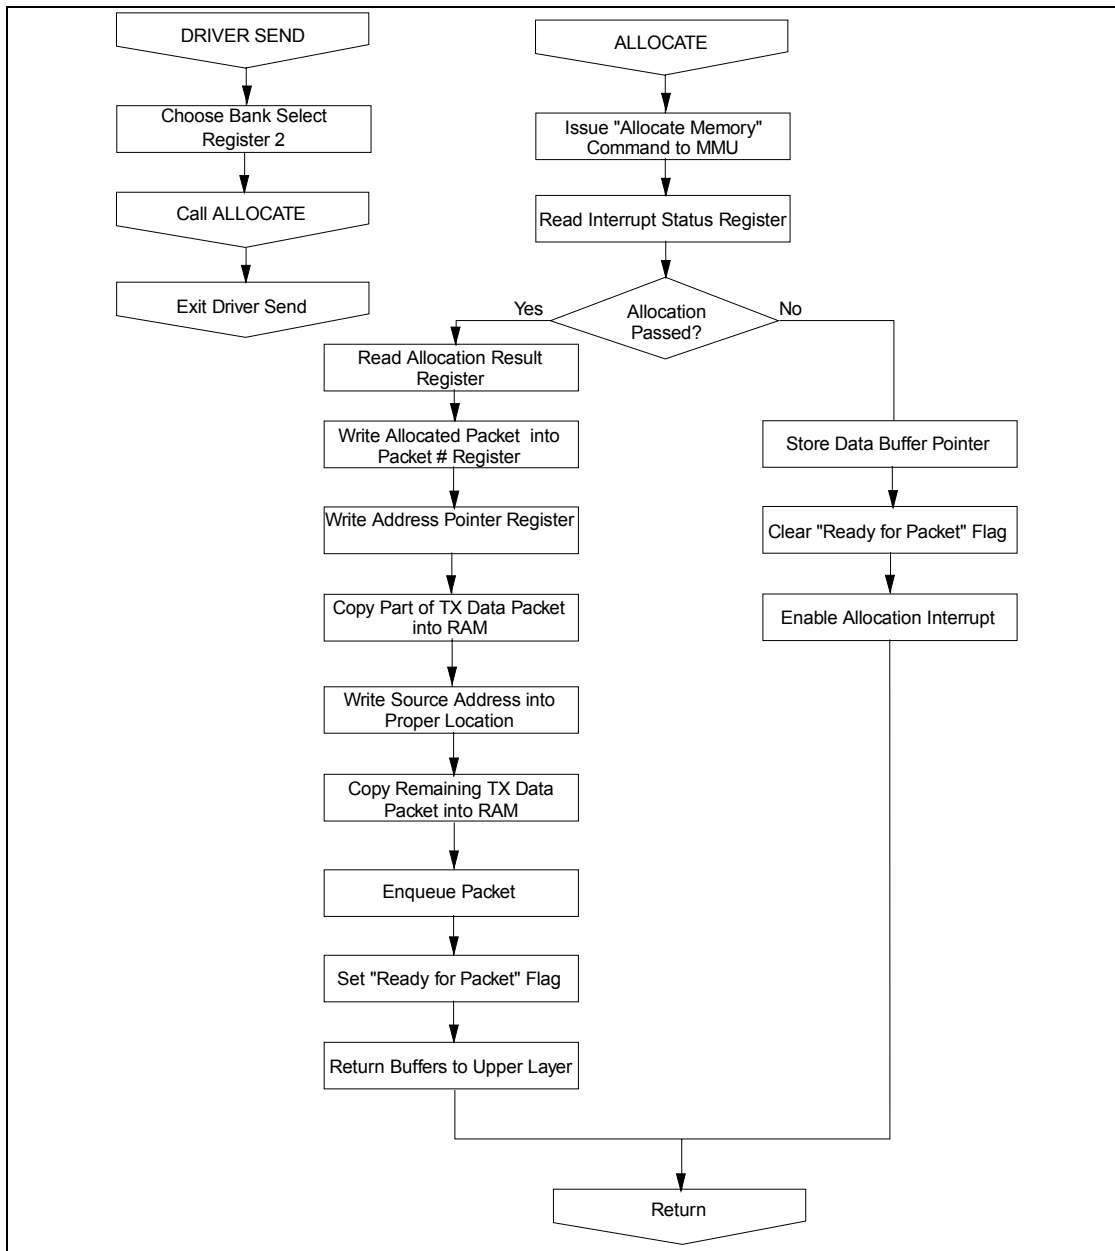 DRIVER SEND
Choose Bank Select
Register 2
Call ALLOCATE
Exit Driver Send
ALLOCATE
Issue "Allocate Memory"
Command to MMU
Read Interrupt Status Register
Allocation
Passed?
Yes
No
Read Allocation Result
Register
Write Allocated Packet into
Packet # Register
Write Address Pointer Register
Copy Part of TX Data Packet
into RAM
Write Source Address into
Proper Location
Copy Remaining TX Data
Packet into RAM
Enqueue Packet
Set "Ready for Packet" Flag
Return Buffers to Upper Layer
Store Data Buffer Pointer
Clear "Ready for Packet" Flag
Enable Allocation Interrupt
Return